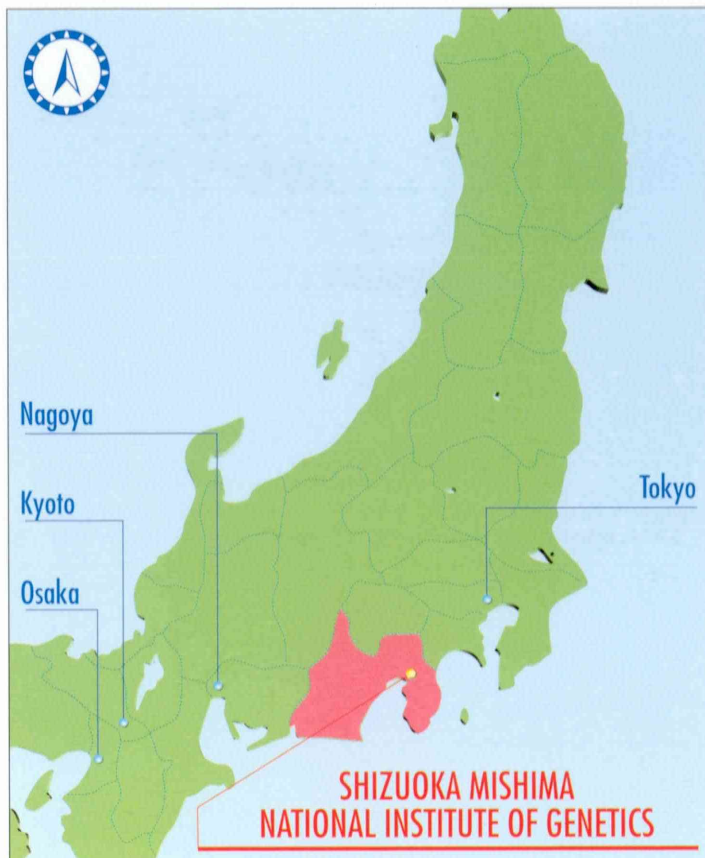 Nagoya
Kyoto
Tokyo
Osaka
SHIZUOKA MISHIMA
NATIONAL INSTITUTE OF GENETICS